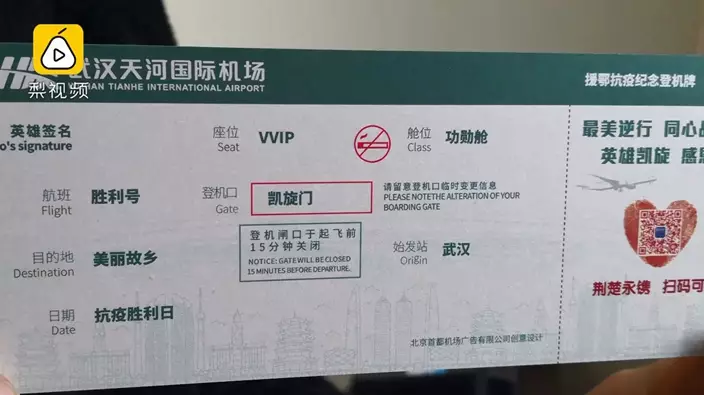 梨视频
武汉天河国际机场
TIANHE INTERNATIONAL AIRPORT
援鄂抗疫纪念登机牌
英雄签名
o's signature
座位 VVIP
Seat
舱位 功勋舱
Class
航班 胜利号
Flight
登机口 凯旋门
Gate
请留意登机口临时变更信息
PLEASE NOTETHE ALTERATION OF YOUR
BOARDING GATE
目的地 美丽故乡
Destination
登机闸口于起飞前
15分钟关闭
NOTICE: GATE WILL BE CLOSED
15 MINUTES BEFORE DEPARTURE.
始发站 武汉
Origin
日期 抗疫胜利日
Date
北京首都机场广告有限公司创意设计
最美逆行 同心
英雄凯旋 感
荆楚永镌 扫码可